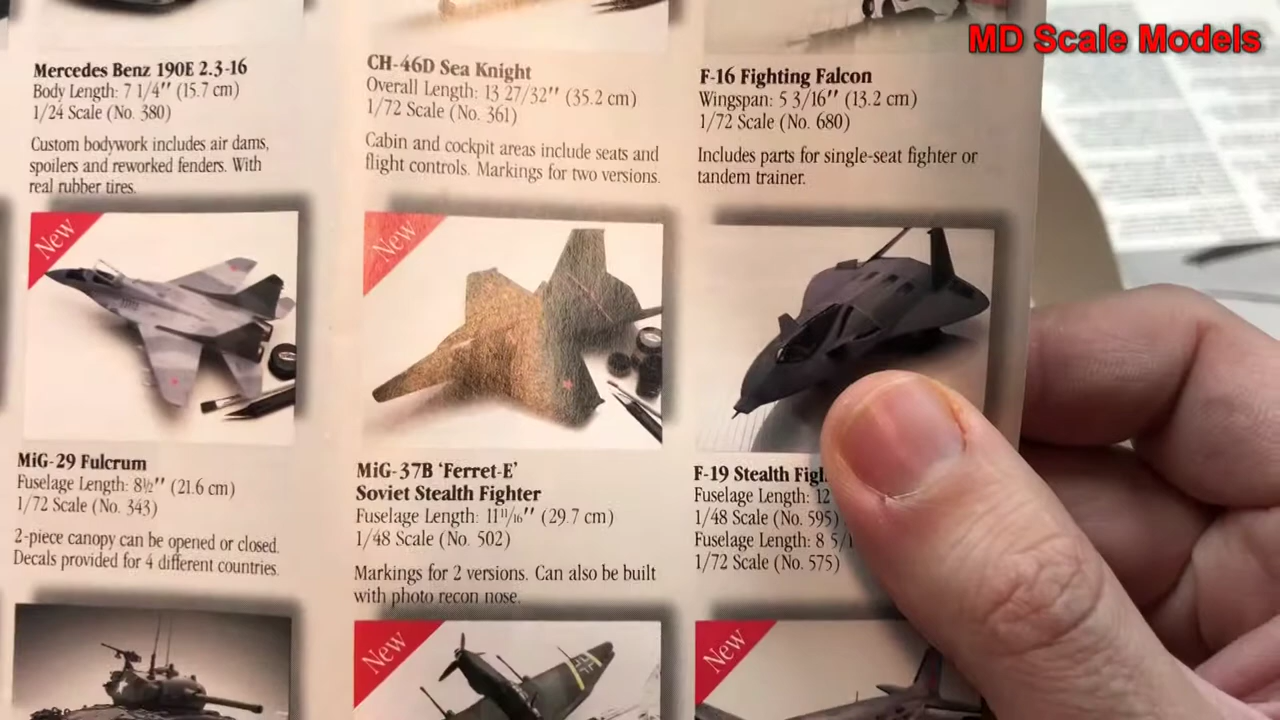 MD Scale Models
Mercedes Benz 190E 2.3-16
Body Length: 7 1/4″ (15.7 cm)
1/24 Scale (No. 380)
Custom bodywork includes air dams,
spoilers and reworked fenders. With
real rubber tires.
CH-46D Sea Knight
Overall Length: 13 27/32″ (35.2 cm)
1/72 Scale (No. 361)
Cabin and cockpit areas include seats and
flight controls. Markings for two versions.
F-16 Fighting Falcon
Wingspan: 5 3/16″ (13.2 cm)
1/72 Scale (No. 680)
Includes parts for single-seat fighter or
tandem trainer.
New
MiG-29 Fulcrum
Fuselage Length: 8½″ (21.6 cm)
1/72 Scale (No. 343)
2-piece canopy can be opened or closed.
Decals provided for 4 different countries.
New
MiG-37B ‘Ferret-E’
Soviet Stealth Fighter
Fuselage Length: 11 11/16″ (29.7 cm)
1/48 Scale (No. 502)
Markings for 2 versions. Can also be built
with photo recon nose.
F-19 Stealth
Fuselage Length: 12
1/48 Scale (No. 595)
Fuselage Length: 8
1/72 Scale (No. 575)
New
New